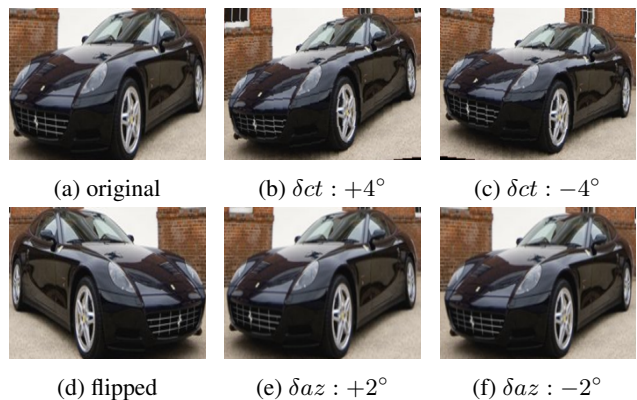 (a) original
(b) δct : +4°
(c) δct : −4°
(d) flipped
(e) δaz : +2°
(f) δaz : −2°